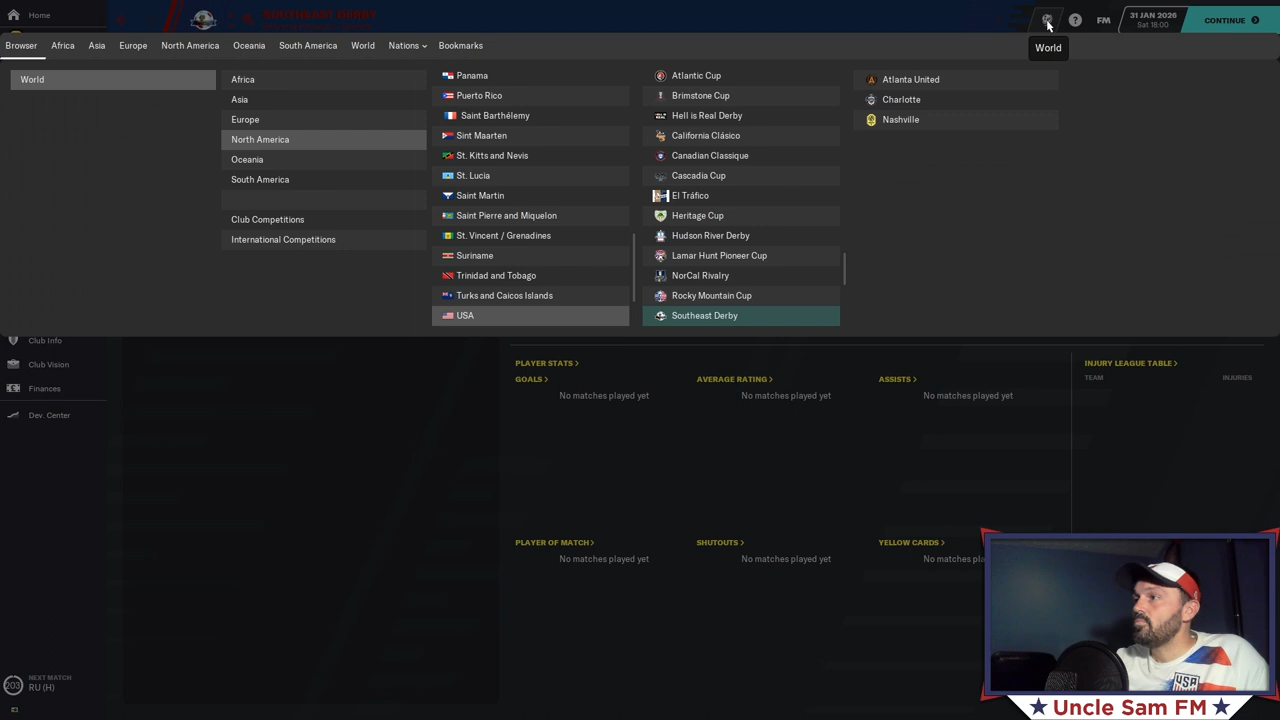 Home
SOUTHEAST DERBY
FM
31 JAN 2026
Sat 18:00
CONTINUE
Browser
Africa
Asia
Europe
North America
Oceania
South America
World
Nations
Bookmarks
World
World
Africa
Asia
Europe
North America
Oceania
South America
Club Competitions
International Competitions
Panama
Puerto Rico
Saint Barthélemy
Sint Maarten
St. Kitts and Nevis
St. Lucia
Saint Martin
Saint Pierre and Miquelon
St. Vincent / Grenadines
Suriname
Trinidad and Tobago
Turks and Caicos Islands
USA
Atlantic Cup
Brimstone Cup
Hell is Real Derby
California Clásico
Canadian Classique
Cascadia Cup
El Tráfico
Heritage Cup
Hudson River Derby
Lamar Hunt Pioneer Cup
NorCal Rivalry
Rocky Mountain Cup
Southeast Derby
Atlanta United
Charlotte
Nashville
Club Info
Club Vision
Finances
Dev. Center
PLAYER STATS >
GOALS >
No matches played yet
AVERAGE RATING >
No matches played yet
ASSISTS >
No matches played yet
INJURY LEAGUE TABLE >
TEAM INJURIES
PLAYER OF MATCH >
No matches played yet
SHUTOUTS >
No matches played yet
YELLOW CARDS >
No matches played yet
203
NEXT MATCH
RU (H)
USA
★ Uncle Sam FM ★